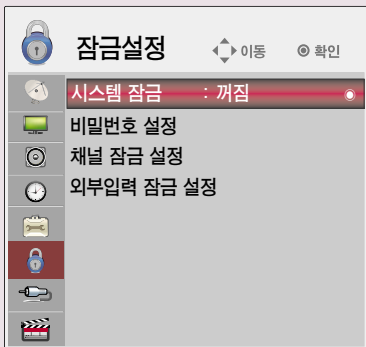 잠금설정 이동 확인
시스템 잠금 : 꺼짐
비밀번호 설정
채널 잠금 설정
외부입력 잠금 설정